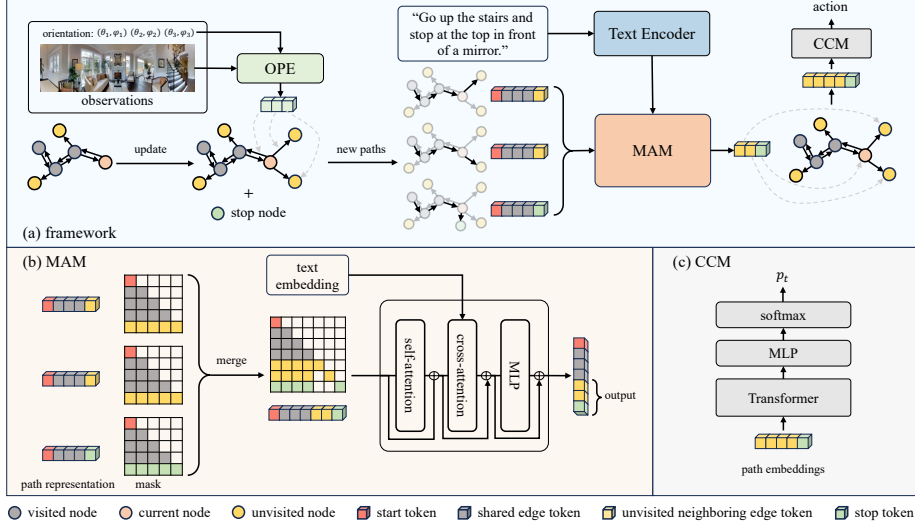 orientation: (θ₁,φ₁) (θ₂,φ₂) (θ₃,φ₃)
observations
OPE
"Go up the stairs and
stop at the top in front
of a mirror."
Text Encoder
action
CCM
update
new paths
MAM
+
stop node
(a) framework
(b) MAM
text
embedding
merge
self-attention
cross-attention
MLP
output
path representation
mask
(c) CCM
pₜ
softmax
MLP
Transformer
path embeddings
visited node
current node
unvisited node
start token
shared edge token
unvisited neighboring edge token
stop token